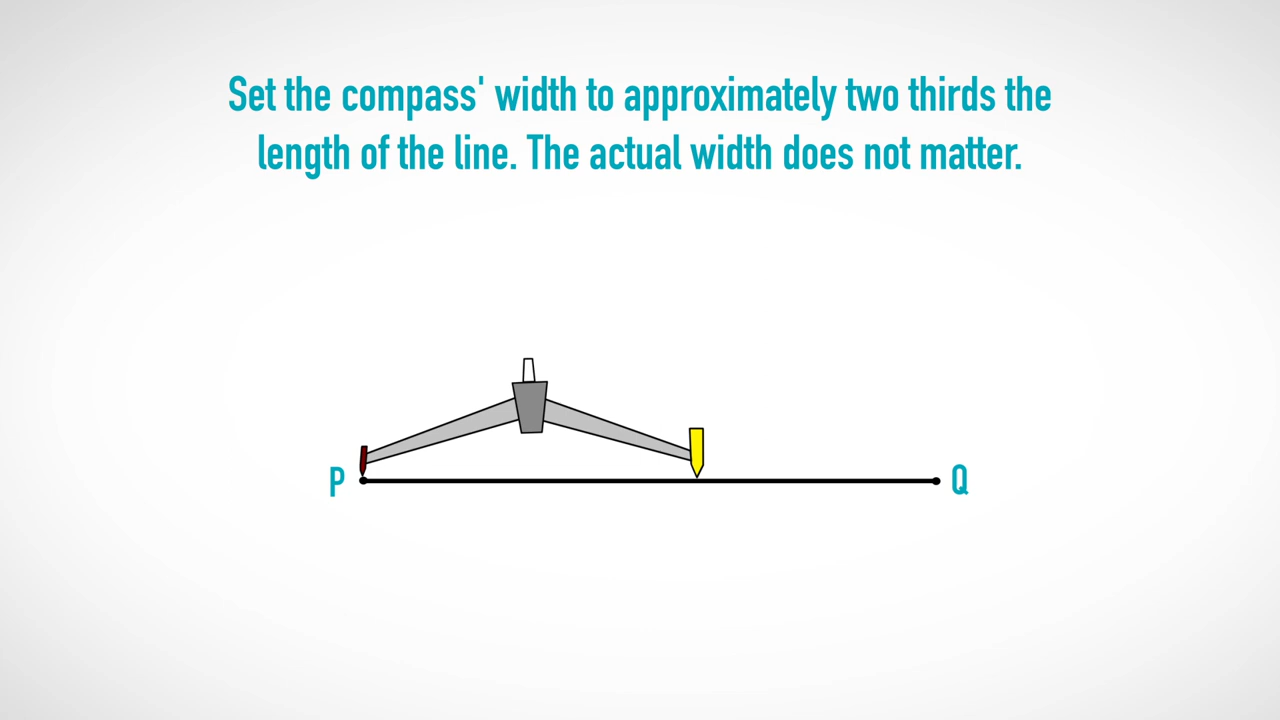 Set the compass' width to approximately two thirds the
length of the line. The actual width does not matter.
P
Q